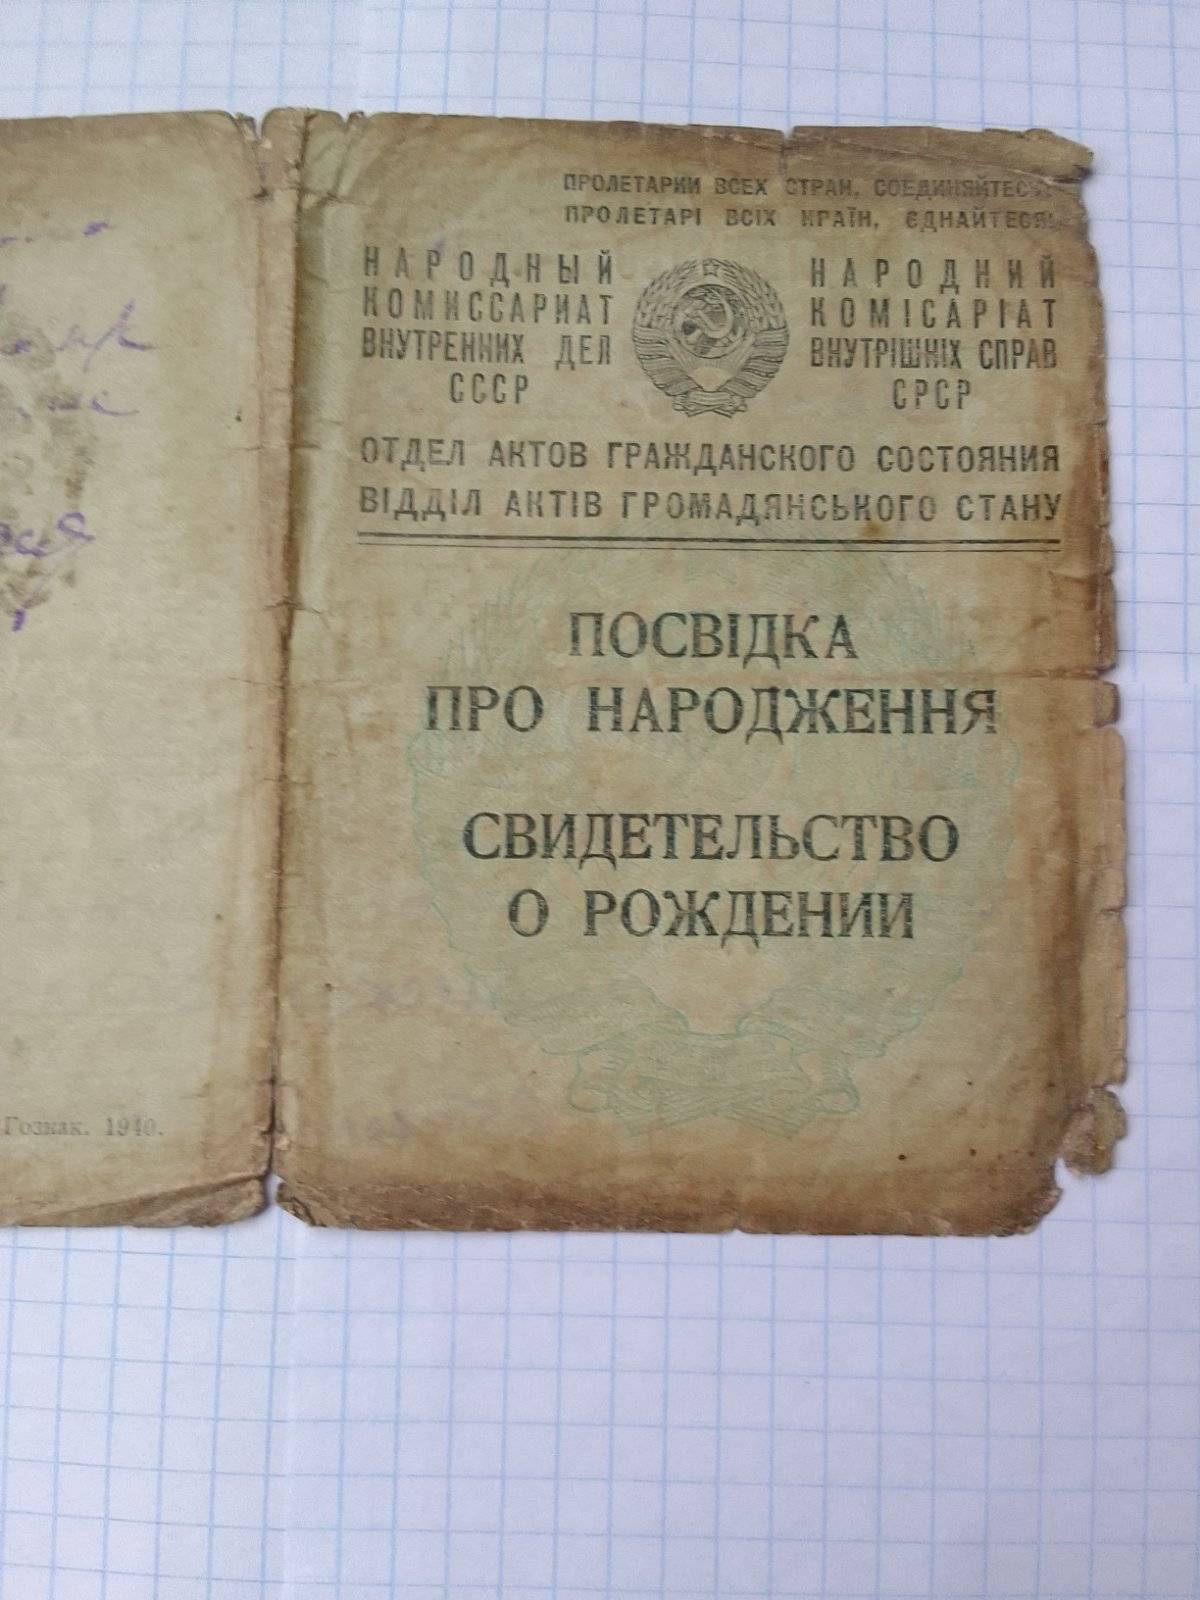 ПРОЛЕТАРИИ ВСЕХ СТРАН, СОЕДИНЯЙТЕСЬ!
ПРОЛЕТАРІ ВСІХ КРАЇН, ЄДНАЙТЕСЯ!
НАРОДНЫЙ
КОМИССАРИАТ
ВНУТРЕННИХ ДЕЛ
СССР
НАРОДНИЙ
КОМІСАРІАТ
ВНУТРІШНІХ СПРАВ
СРСР
ОТДЕЛ АКТОВ ГРАЖДАНСКОГО СОСТОЯНИЯ
ВІДДІЛ АКТІВ ГРОМАДЯНСЬКОГО СТАНУ
ПОСВІДКА
ПРО НАРОДЖЕННЯ
СВИДЕТЕЛЬСТВО
О РОЖДЕНИИ
Гознак. 1940.